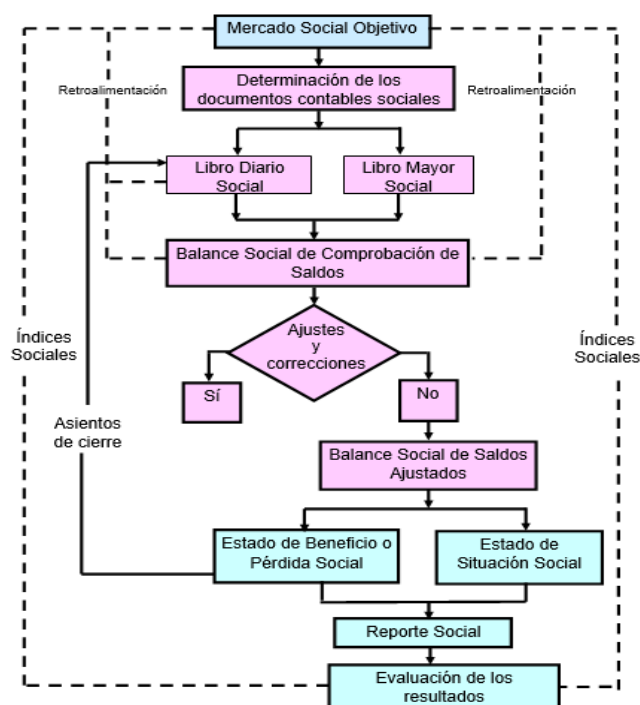 Mercado Social Objetivo
Retroalimentación
Determinación de los
documentos contables sociales
Retroalimentación
Libro Diario
Social
Libro Mayor
Social
Balance Social de Comprobación de
Saldos
Índices
Sociales
Ajustes
y
correcciones
Índices
Sociales
Sí
No
Asientos
de cierre
Balance Social de Saldos
Ajustados
Estado de Beneficio o
Pérdida Social
Estado de
Situación Social
Reporte Social
Evaluación de los
resultados